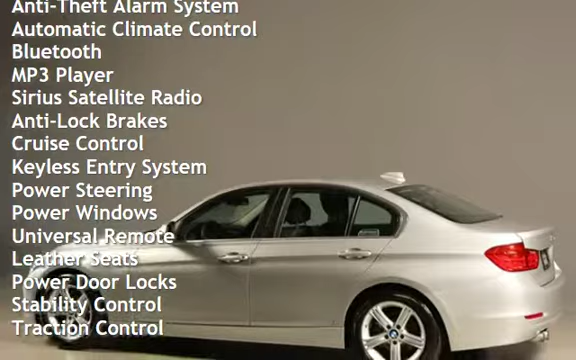 Anti-Theft Alarm System
Automatic Climate Control
Bluetooth
MP3 Player
Sirius Satellite Radio
Anti-Lock Brakes
Cruise Control
Keyless Entry System
Power Steering
Power Windows
Universal Remote
Leather Seats
Power Door Locks
Stability Control
Traction Control